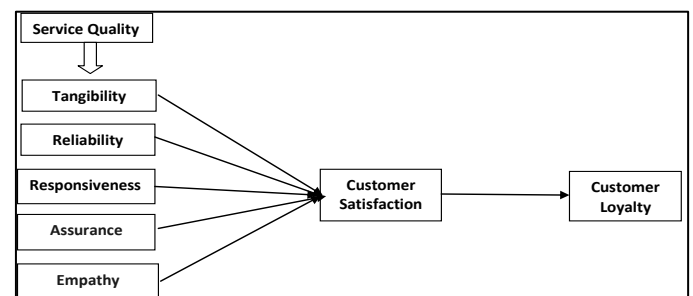 Service Quality
Tangibility
Reliability
Responsiveness
Assurance
Empathy
Customer
Satisfaction
Customer
Loyalty